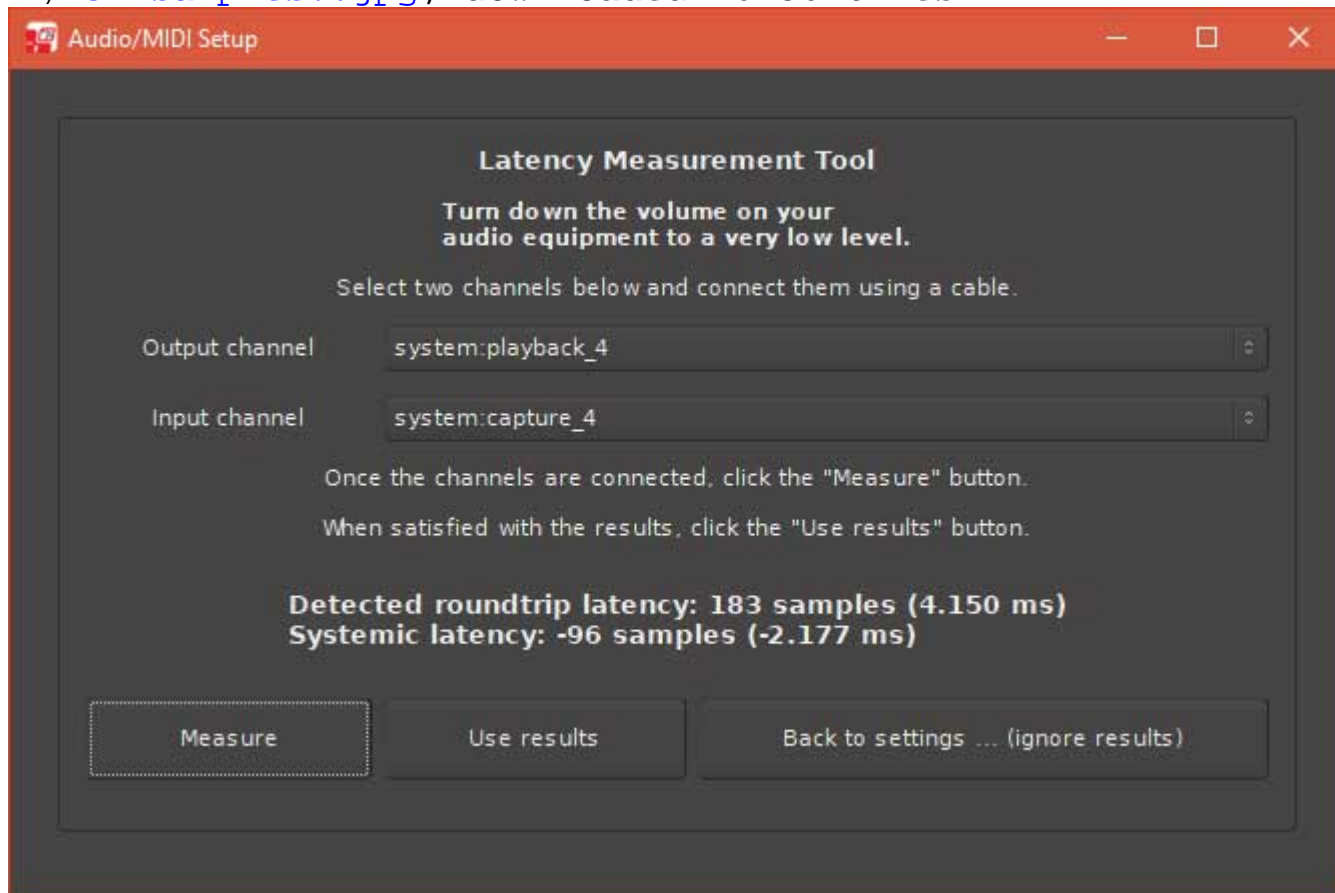 Audio/MIDI Setup
Latency Measurement Tool
Turn down the volume on your
audio equipment to a very low level.
Select two channels below and connect them using a cable.
Output channel system:playback_4
Input channel system:capture_4
Once the channels are connected, click the "Measure" button.
When satisfied with the results, click the "Use results" button.
Detected roundtrip latency: 183 samples (4.150 ms)
Systemic latency: -96 samples (-2.177 ms)
Measure Use results Back to settings ... (ignore results)